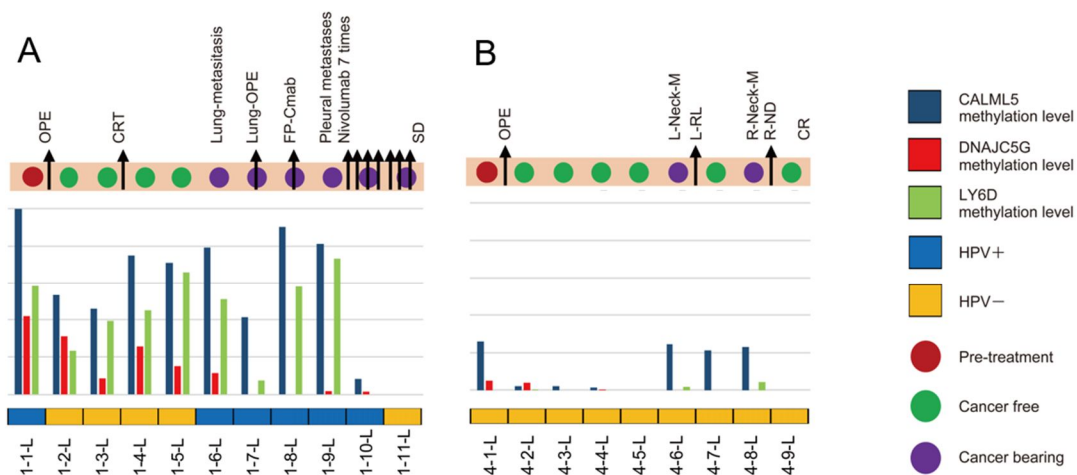 A
OPE
CRT
Lung-metasitasis
Lung-OPE
FP-Cmab
Pleural metastases
Nivolumab 7 times
SD
1-1-L
1-2-L
1-3-L
1-4-L
1-5-L
1-6-L
1-7-L
1-8-L
1-9-L
1-10-L
1-11-L
B
OPE
L-Neck-M
L-RL
R-Neck-M
R-ND
CR
4-1-L
4-2-L
4-3-L
4-4-L
4-5-L
4-6-L
4-7-L
4-8-L
4-9-L
CALML5
methylation level
DNAJC5G
methylation level
LY6D
methylation level
HPV+
HPV−
Pre-treatment
Cancer free
Cancer bearing